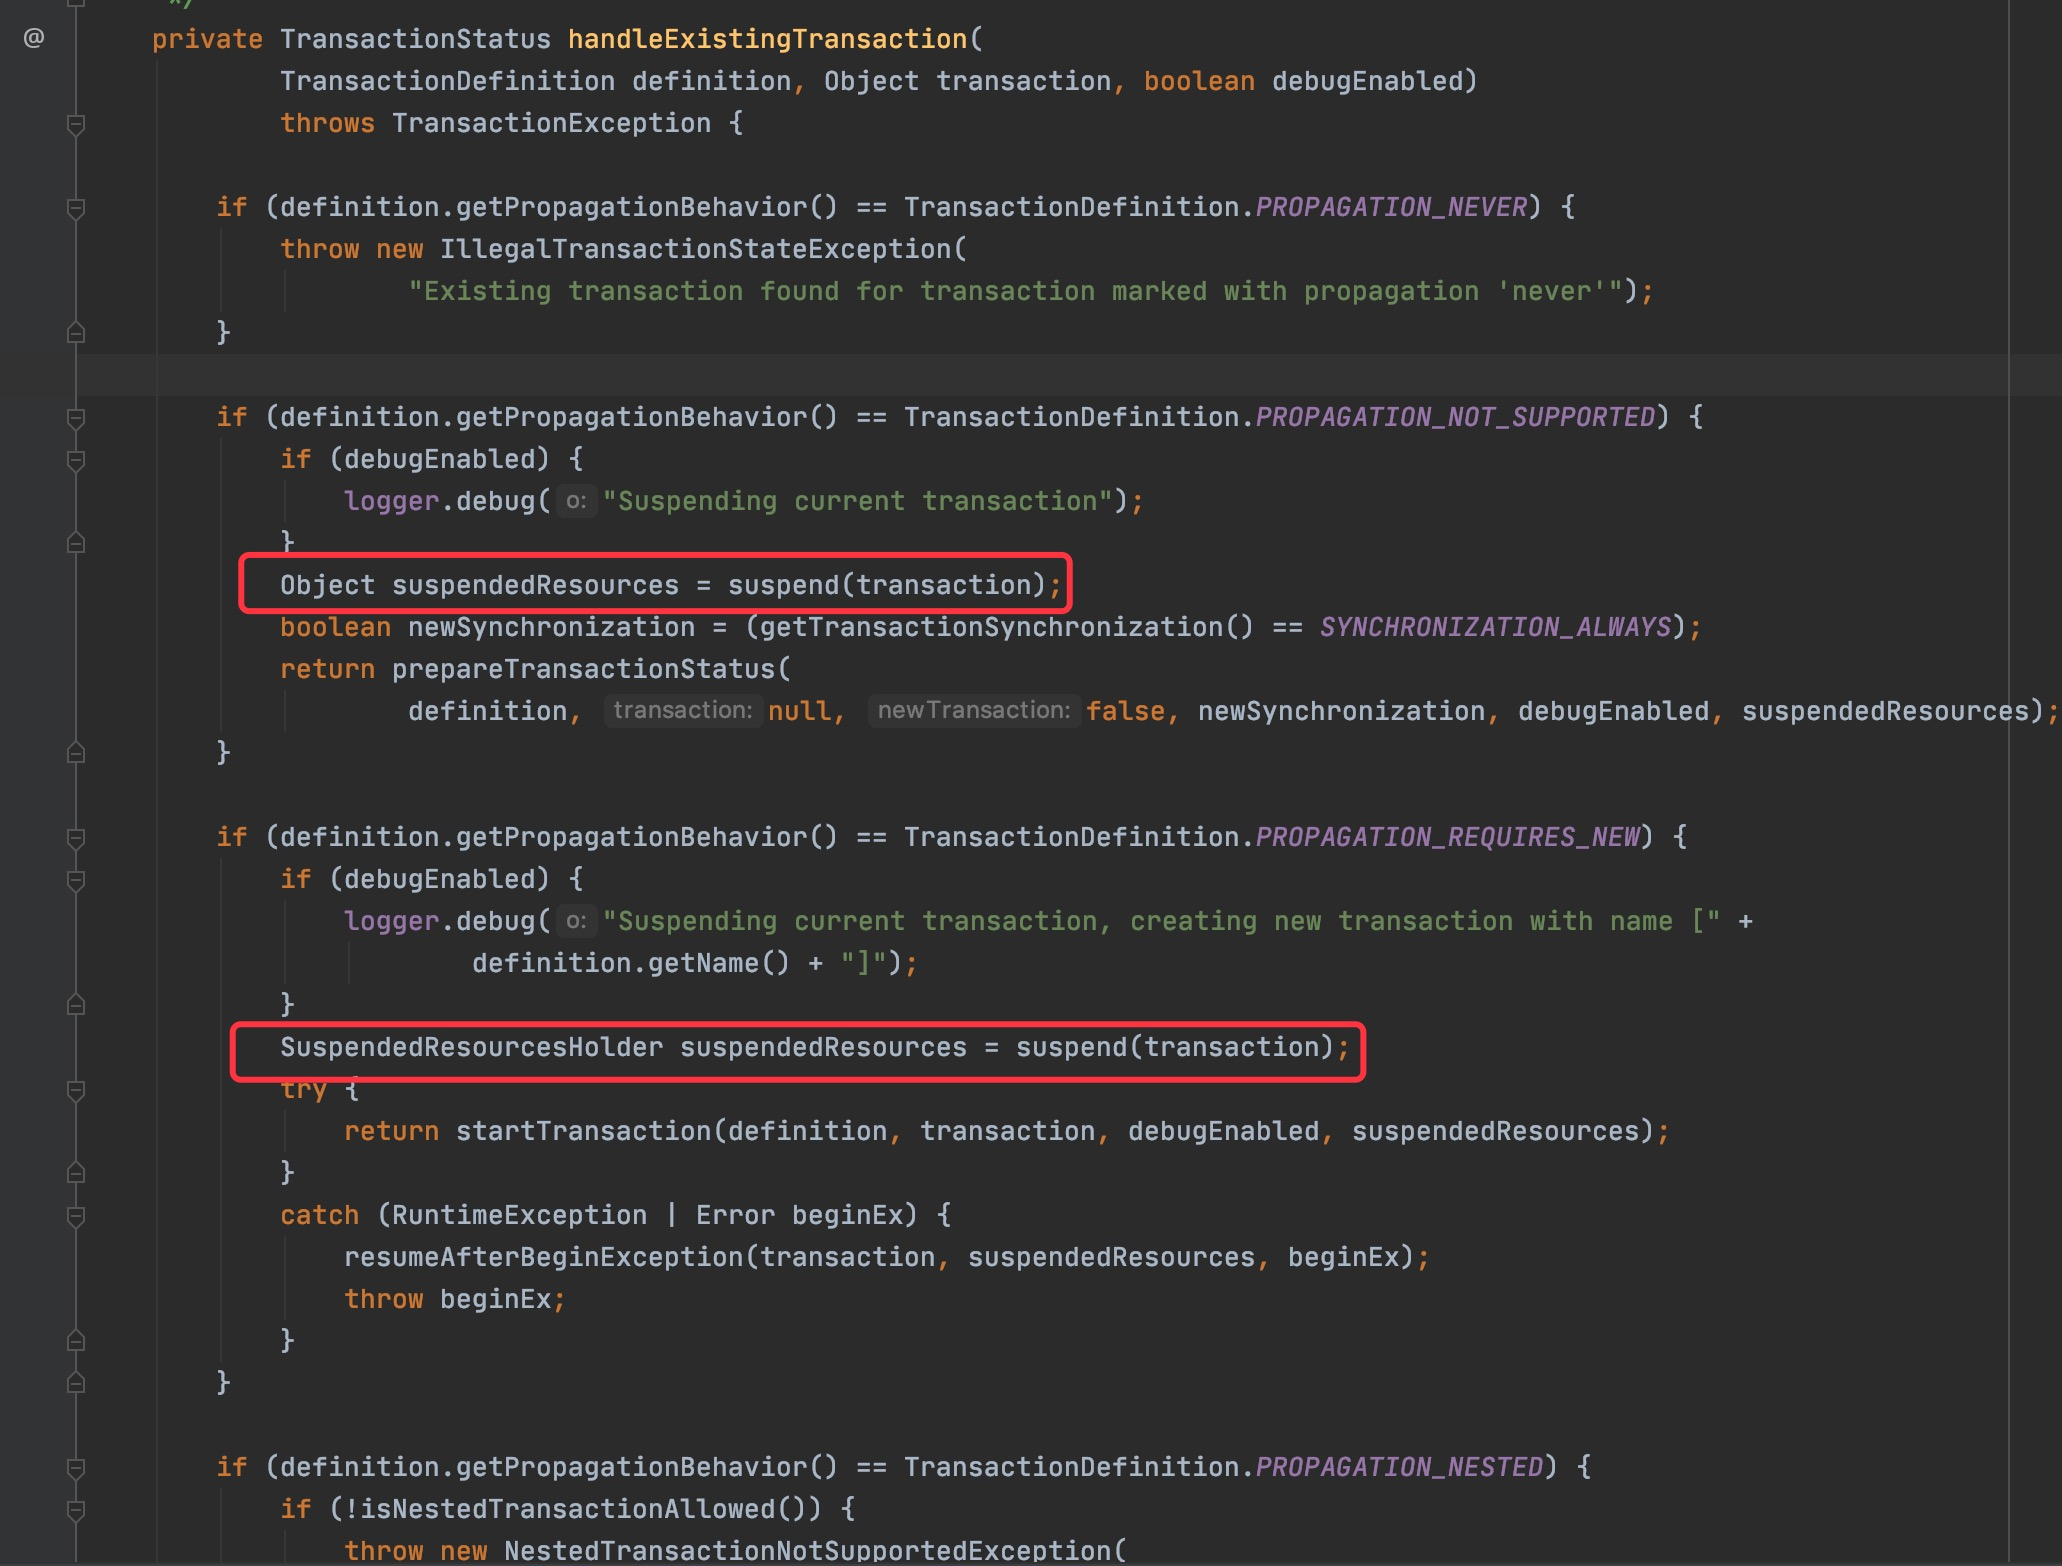 */
@ private TransactionStatus handleExistingTransaction(
TransactionDefinition definition, Object transaction, boolean debugEnabled)
throws TransactionException {
if (definition.getPropagationBehavior() == TransactionDefinition.PROPAGATION_NEVER) {
throw new IllegalTransactionStateException(
"Existing transaction found for transaction marked with propagation 'never'");
}
if (definition.getPropagationBehavior() == TransactionDefinition.PROPAGATION_NOT_SUPPORTED) {
if (debugEnabled) {
logger.debug( o: "Suspending current transaction");
}
Object suspendedResources = suspend(transaction);
boolean newSynchronization = (getTransactionSynchronization() == SYNCHRONIZATION_ALWAYS);
return prepareTransactionStatus(
definition, transaction: null, newTransaction: false, newSynchronization, debugEnabled, suspendedResources);
}
if (definition.getPropagationBehavior() == TransactionDefinition.PROPAGATION_REQUIRES_NEW) {
if (debugEnabled) {
logger.debug( o: "Suspending current transaction, creating new transaction with name [" +
definition.getName() + "]");
}
SuspendedResourcesHolder suspendedResources = suspend(transaction);
try {
return startTransaction(definition, transaction, debugEnabled, suspendedResources);
}
catch (RuntimeException | Error beginEx) {
resumeAfterBeginException(transaction, suspendedResources, beginEx);
throw beginEx;
}
}
if (definition.getPropagationBehavior() == TransactionDefinition.PROPAGATION_NESTED) {
if (!isNestedTransactionAllowed()) {
throw new NestedTransactionNotSupportedException(